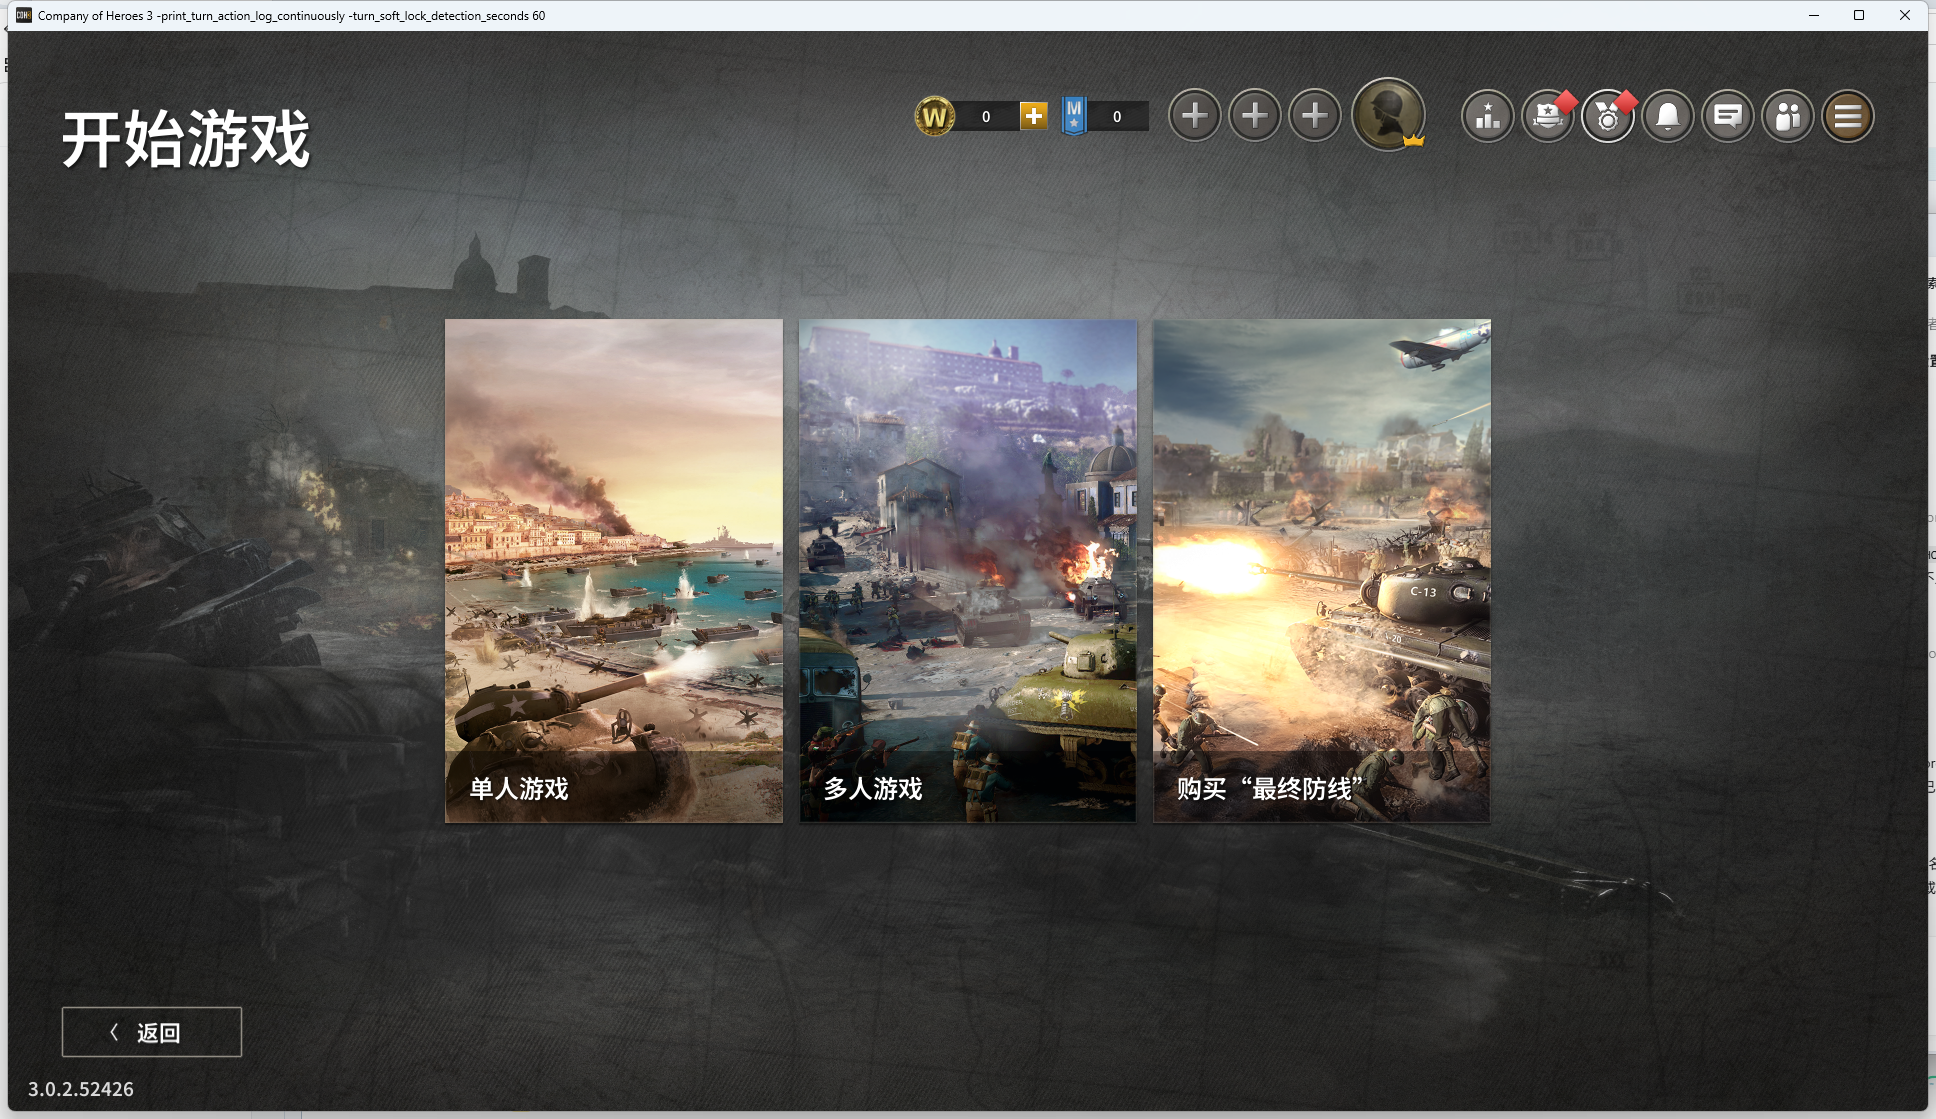 Company of Heroes 3 -print_turn_action_log_continuously -turn_soft_lock_detection_seconds 60
开始游戏
W 0 M 0
C-13
单人游戏
多人游戏
购买“最终防线”
返回
3.0.2.52426